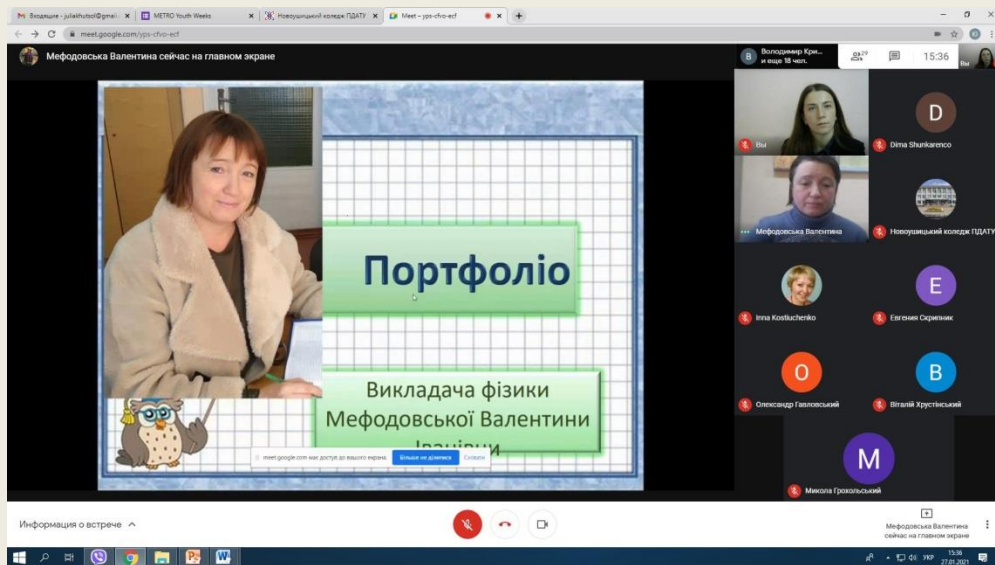 Входящие - juliakhutsol@gmail.
METRO Youth Weeks
Новоушицький коледж ПДАТУ
Meet – yps-cfvo-ecf
meet.google.com/yps-cfvo-ecf
Мефодовська Валентина сейчас на главном экране
В
Володимир Кри...
и еще 18 чел.
29
15:36
Вы
Портфоліо
Викладача фізики
Мефодовської Валентини
Іванівни
meet.google.com має доступ до вашого екрана.
Більше не ділитися
Сховати
Вы
D
Dima Shunkarenco
Мефодовська Валентина
Новоушицький коледж ПДАТУ
Inna Kostiuchenko
Е
Евгения Скрипник
О
Олександр Гавловський
В
Віталій Хрустінський
М
Микола Грохольський
Информация о встрече
Мефодовська Валентина
сейчас на главном экране
УКР
15:36
27.01.2021